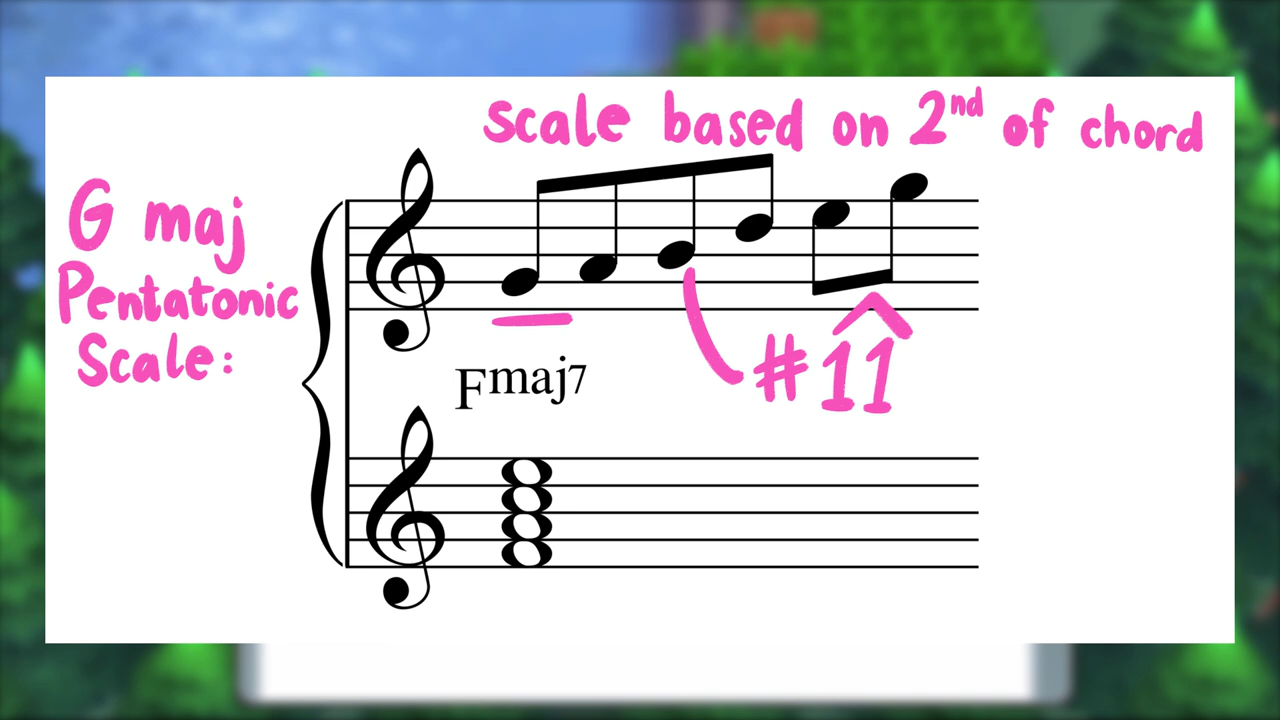 Scale based on 2nd of chord
G maj
Pentatonic
Scale:
#11
Fmaj7